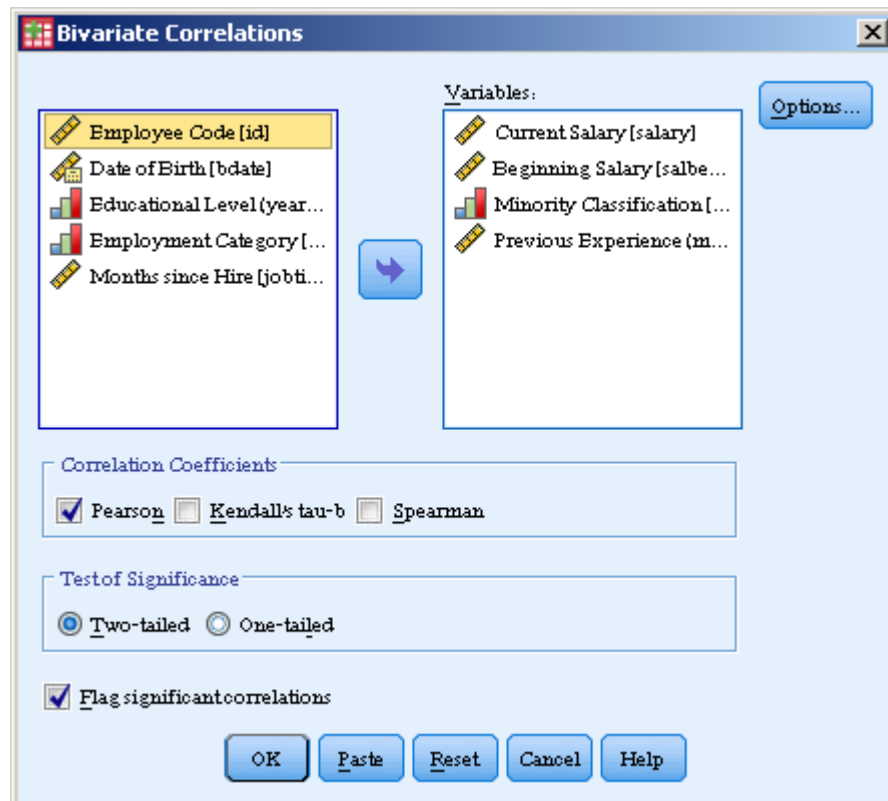 Bivariate Correlations
Employee Code [id]
Date of Birth [bdate]
Educational Level (year...
Employment Category [...
Months since Hire [jobti...
Variables:
Current Salary [salary]
Beginning Salary [salbe...
Minority Classification [...
Previous Experience (m...
Options...
Correlation Coefficients
Pearson Kendall's tau-b Spearman
Test of Significance
Two-tailed One-tailed
Flag significant correlations
OK Paste Reset Cancel Help